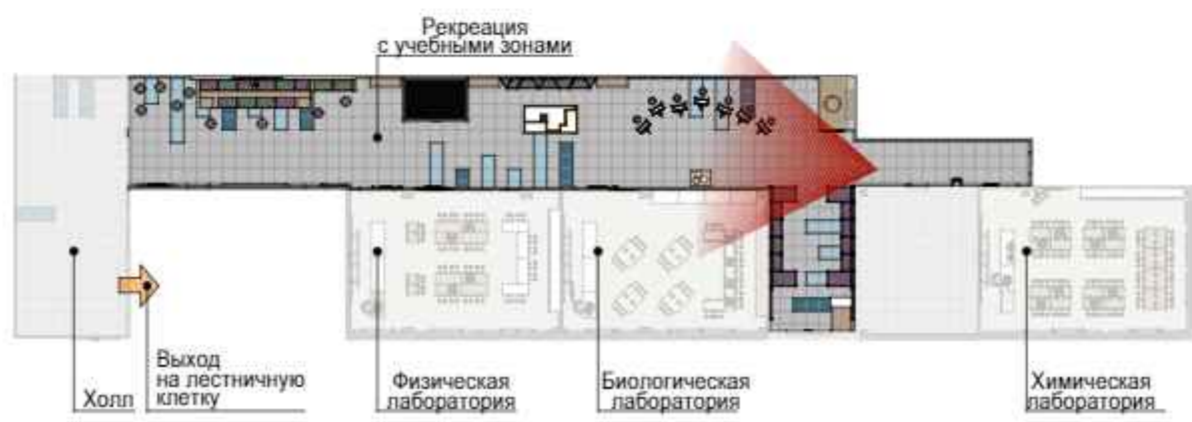 Рекреация
с учебными зонами
Холл
Выход
на лестничную
клетку
Физическая
лаборатория
Биологическая
лаборатория
Химическая
лаборатория